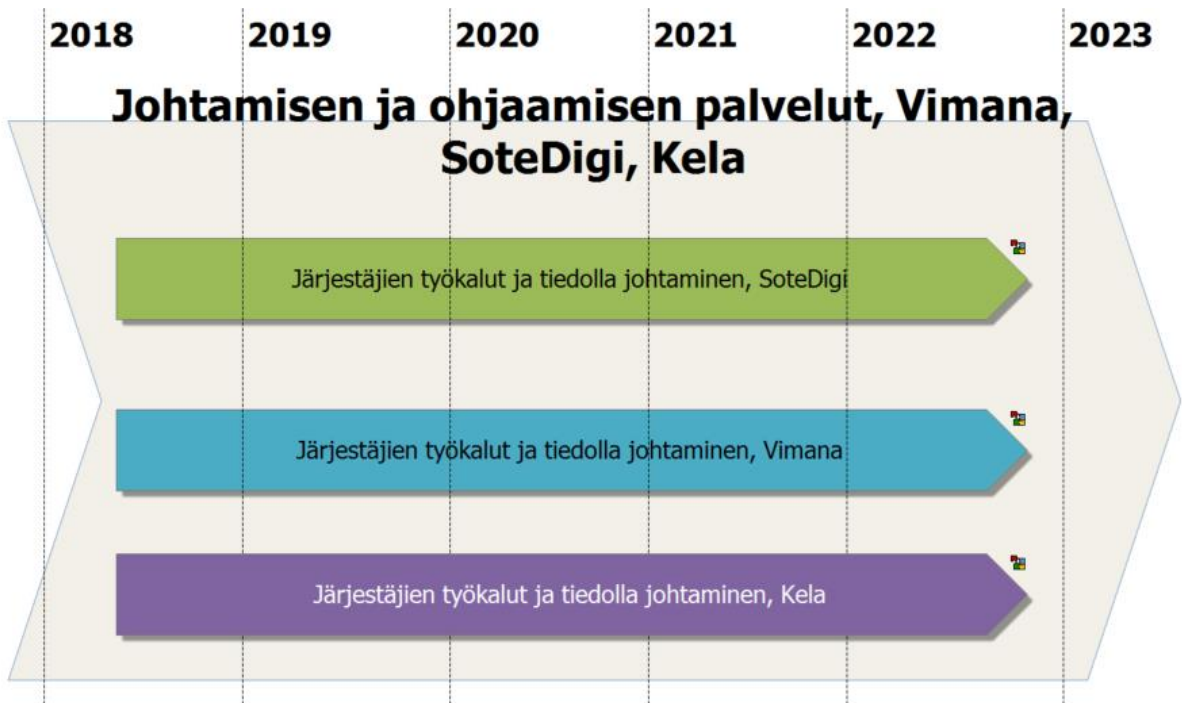 2018 2019 2020 2021 2022 2023
Johtamisen ja ohjaamisen palvelut, Vimana,
SoteDigi, Kela
Järjestäjien työkalut ja tiedolla johtaminen, SoteDigi
Järjestäjien työkalut ja tiedolla johtaminen, Vimana
Järjestäjien työkalut ja tiedolla johtaminen, Kela